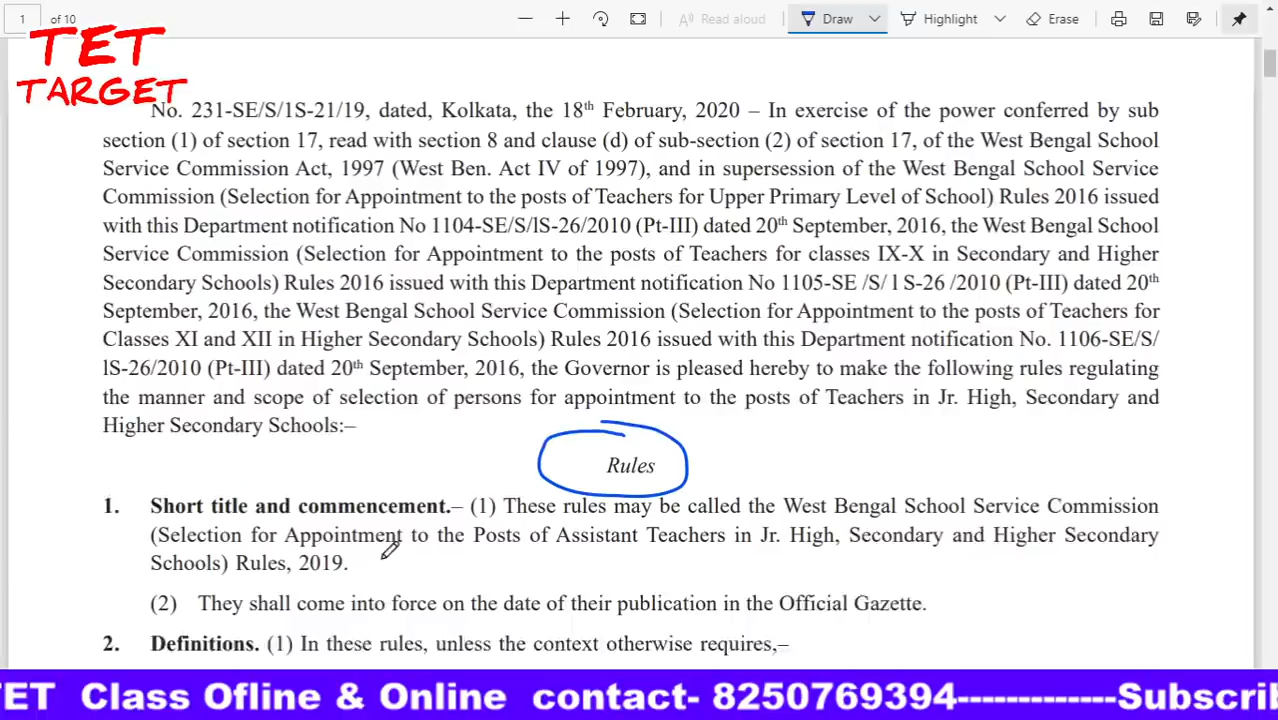 1 of 10 Read aloud Draw Highlight Erase
TET
TARGET
No. 231-SE/S/1S-21/19, dated, Kolkata, the 18th February, 2020 – In exercise of the power conferred by sub
section (1) of section 17, read with section 8 and clause (d) of sub-section (2) of section 17, of the West Bengal School
Service Commission Act, 1997 (West Ben. Act IV of 1997), and in supersession of the West Bengal School Service
Commission (Selection for Appointment to the posts of Teachers for Upper Primary Level of School) Rules 2016 issued
with this Department notification No 1104-SE/S/lS-26/2010 (Pt-III) dated 20th September, 2016, the West Bengal School
Service Commission (Selection for Appointment to the posts of Teachers for classes IX-X in Secondary and Higher
Secondary Schools) Rules 2016 issued with this Department notification No 1105-SE /S/ l S-26 /2010 (Pt-III) dated 20th
September, 2016, the West Bengal School Service Commission (Selection for Appointment to the posts of Teachers for
Classes XI and XII in Higher Secondary Schools) Rules 2016 issued with this Department notification No. 1106-SE/S/
lS-26/2010 (Pt-III) dated 20th September, 2016, the Governor is pleased hereby to make the following rules regulating
the manner and scope of selection of persons for appointment to the posts of Teachers in Jr. High, Secondary and
Higher Secondary Schools:–
Rules
1. Short title and commencement.– (1) These rules may be called the West Bengal School Service Commission
(Selection for Appointment to the Posts of Assistant Teachers in Jr. High, Secondary and Higher Secondary
Schools) Rules, 2019.
(2) They shall come into force on the date of their publication in the Official Gazette.
2. Definitions. (1) In these rules, unless the context otherwise requires,–
TET Class Ofline & Online contact- 8250769394------------Subscri